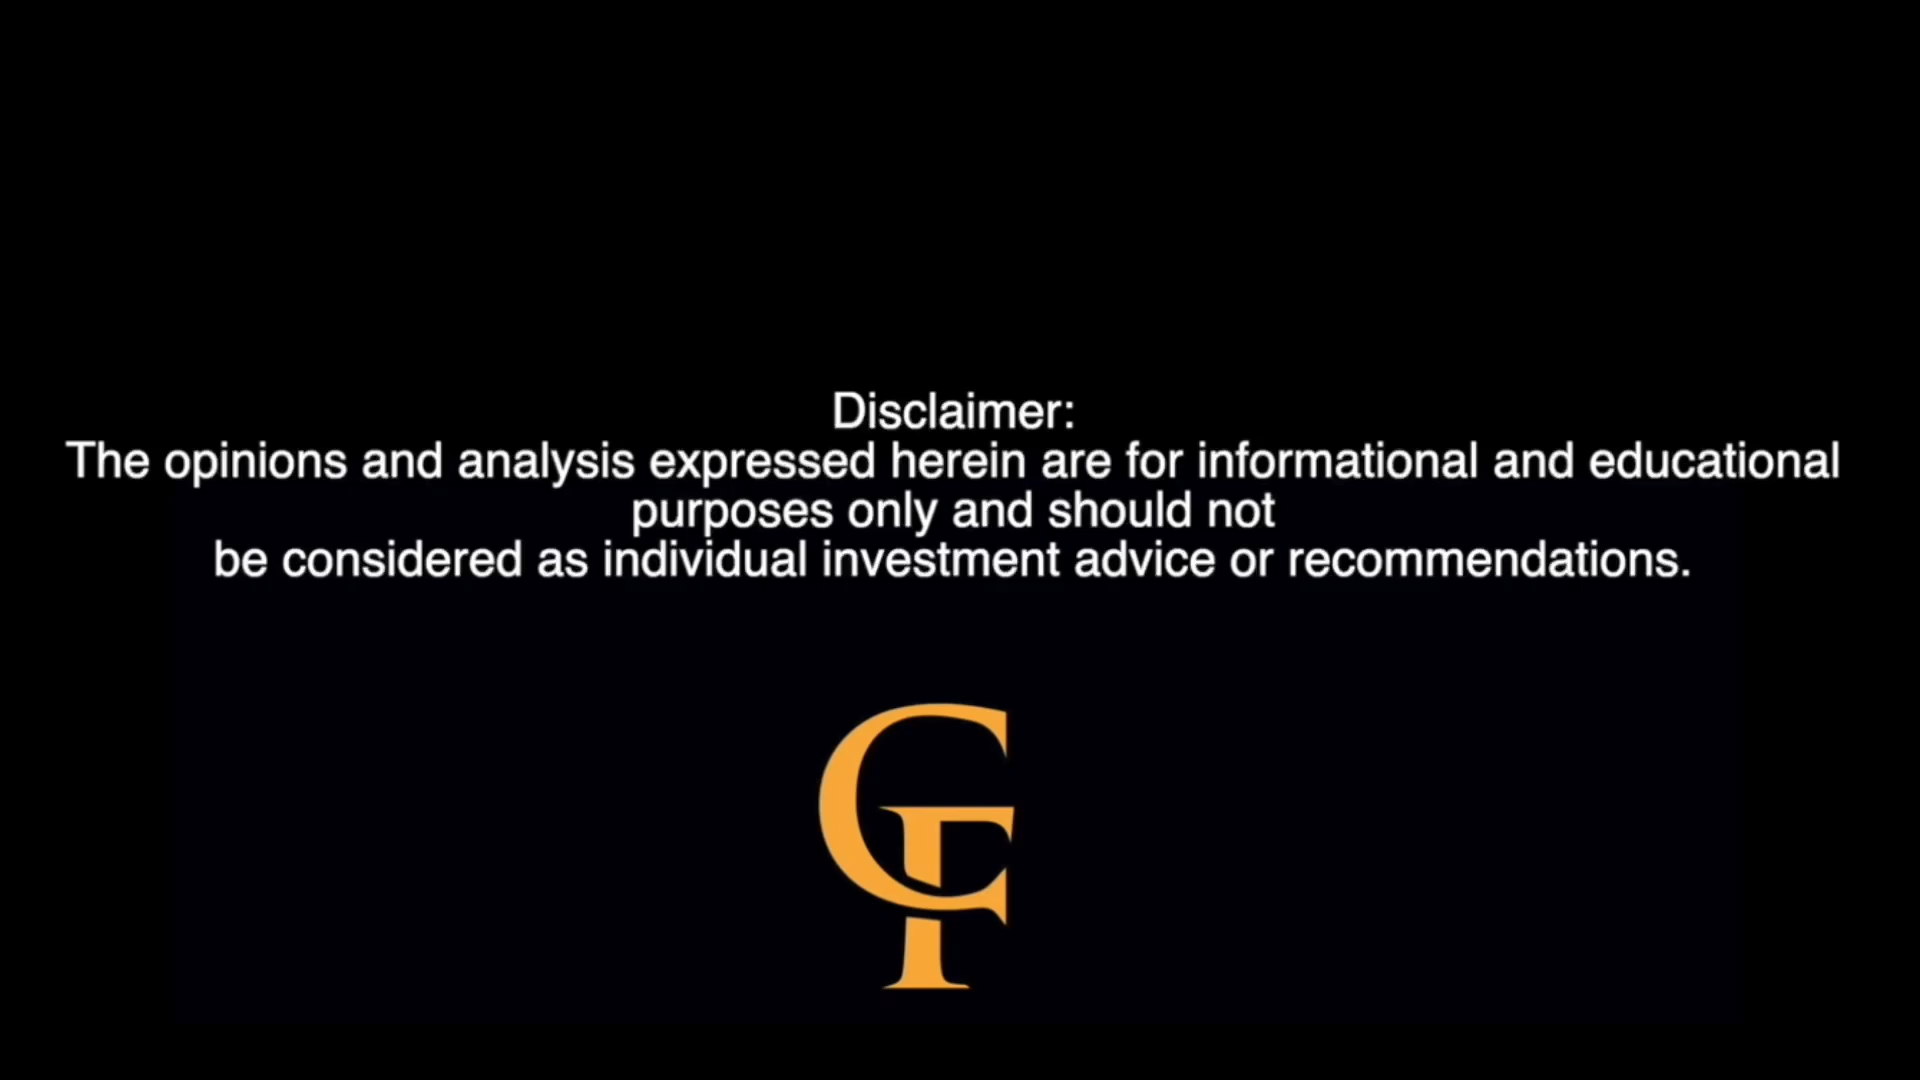 Disclaimer:
The opinions and analysis expressed herein are for informational and educational
purposes only and should not
be considered as individual investment advice or recommendations.
CF